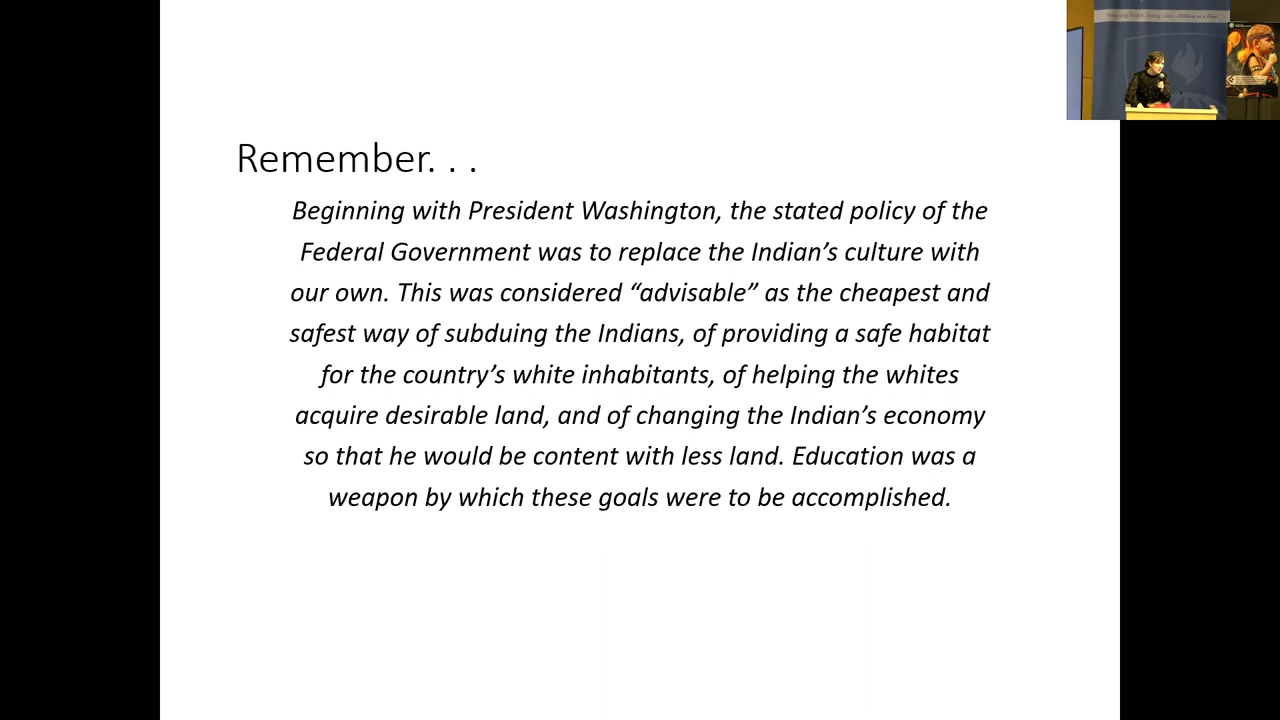 Remember. . .
Beginning with President Washington, the stated policy of the
Federal Government was to replace the Indian’s culture with
our own. This was considered “advisable” as the cheapest and
safest way of subduing the Indians, of providing a safe habitat
for the country’s white inhabitants, of helping the whites
acquire desirable land, and of changing the Indian’s economy
so that he would be content with less land. Education was a
weapon by which these goals were to be accomplished.